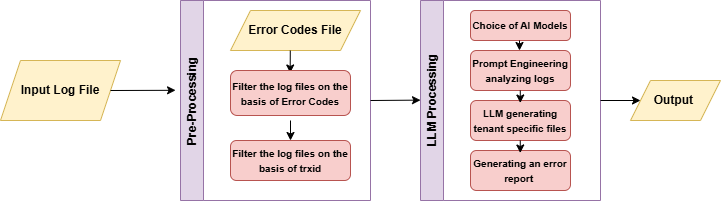 Input Log File
Pre-Processing
Error Codes File
Filter the log files on the
basis of Error Codes
Filter the log files on the
basis of trxid
LLM Processing
Choice of AI Models
Prompt Engineering
analyzing logs
LLM generating
tenant specific files
Generating an error
report
Output